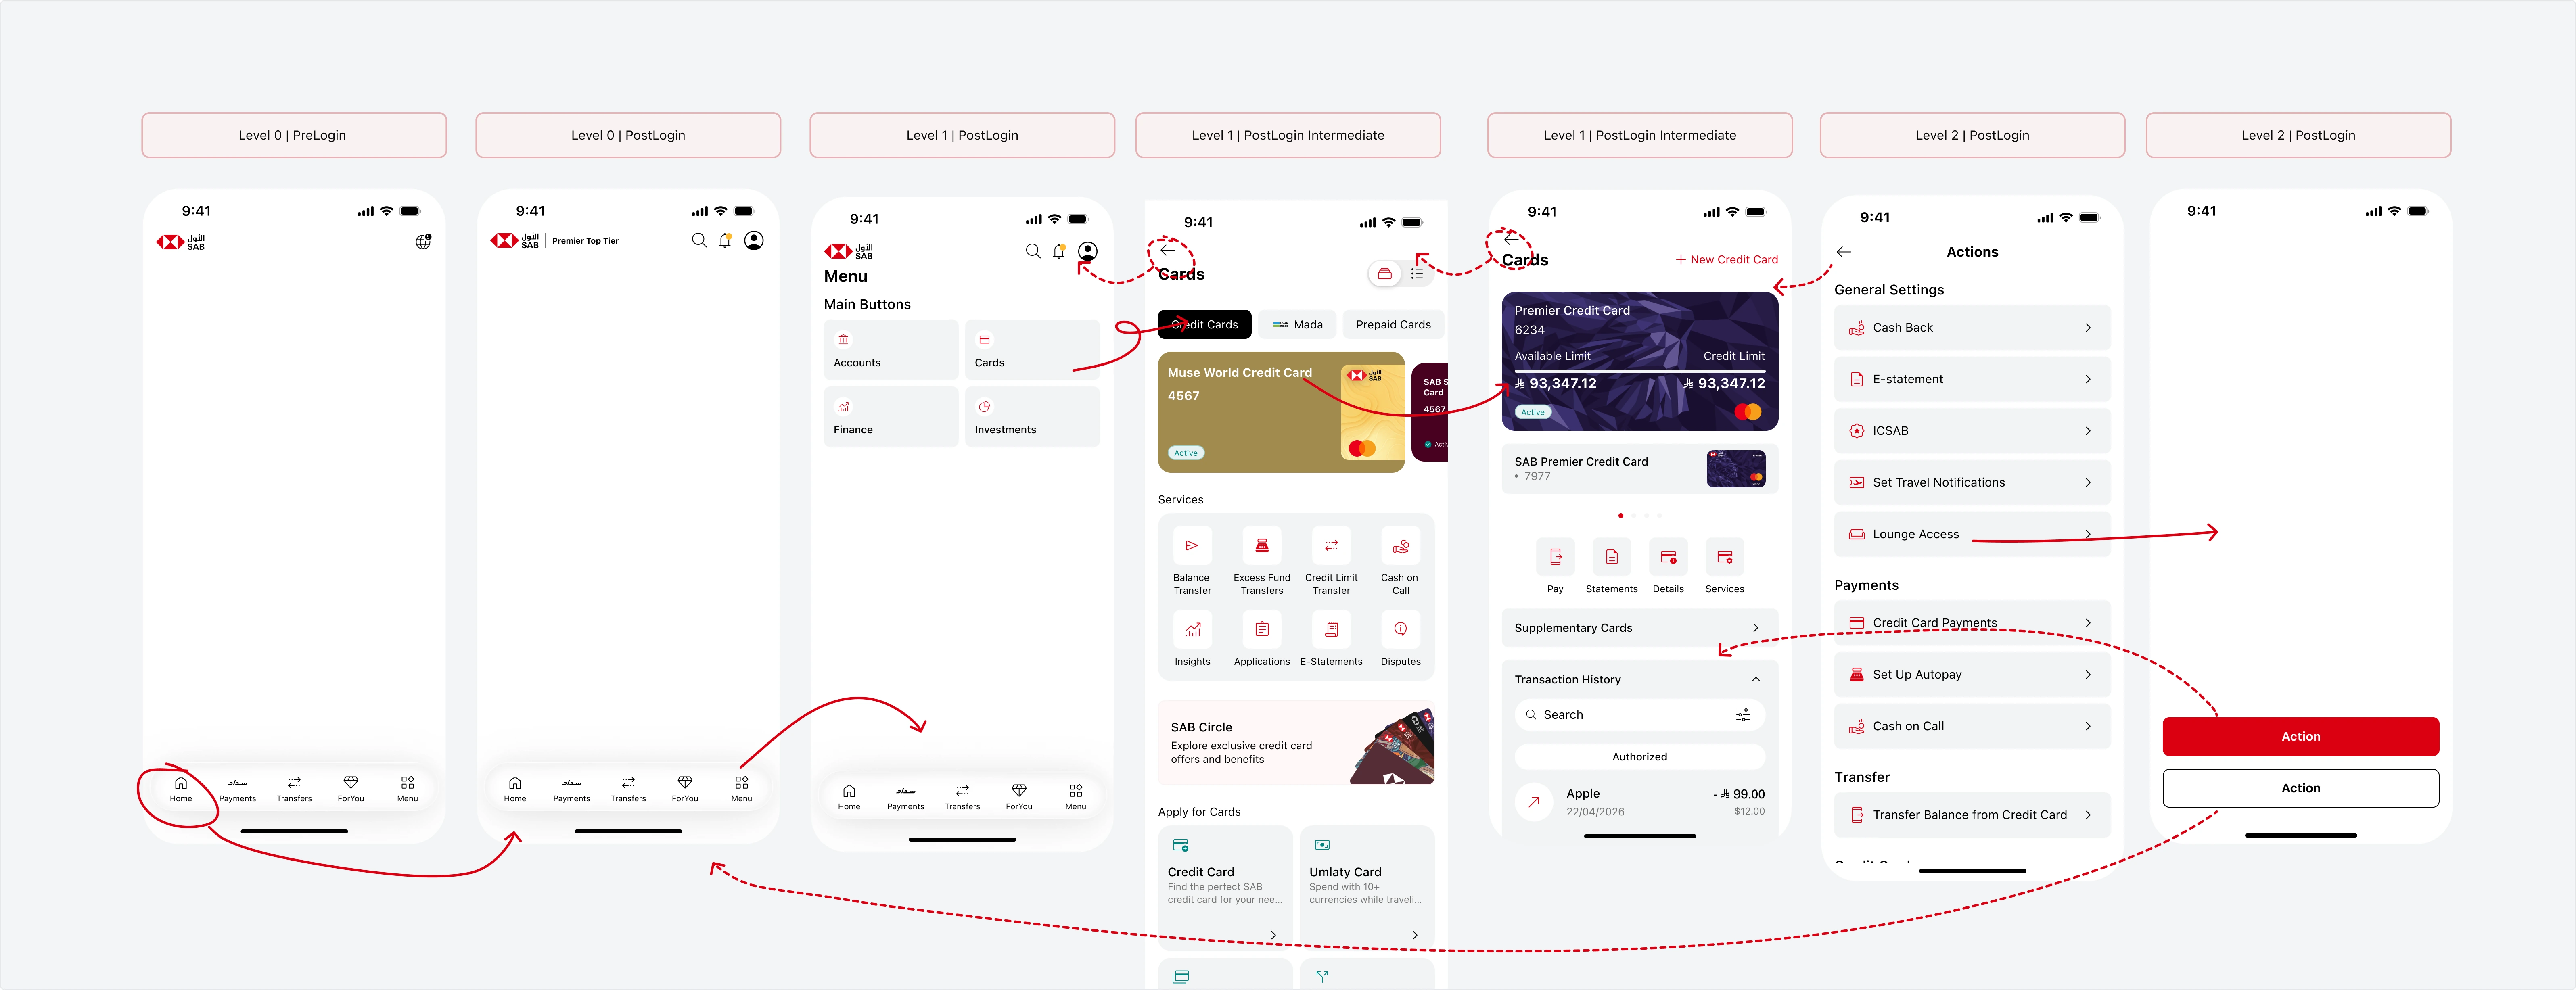 Level 0 | PreLogin
Level 0 | PostLogin
Level 1 | PostLogin
Level 1 | PostLogin Intermediate
Level 1 | PostLogin Intermediate
Level 2 | PostLogin
Level 2 | PostLogin
9:41
الأول
SAB
Home
Payments
Transfers
ForYou
Menu
9:41
الأول
SAB
Premier Top Tier
Home
Payments
Transfers
ForYou
Menu
9:41
الأول
SAB
Menu
Main Buttons
Accounts
Cards
Finance
Investments
Home
Payments
Transfers
ForYou
Menu
9:41
Cards
Credit Cards
Mada
Prepaid Cards
Muse World Credit Card
4567
Active
الأول
SAB
SAB S
Card
4567
Activ
Services
Balance
Transfer
Excess Fund
Transfers
Credit Limit
Transfer
Cash on
Call
Insights
Applications
E-Statements
Disputes
SAB Circle
Explore exclusive credit card
offers and benefits
Apply for Cards
Credit Card
Find the perfect SAB
credit card for your nee...
Umlaty Card
Spend with 10+
currencies while traveli...
9:41
Cards
+ New Credit Card
Premier Credit Card
6234
Available Limit
Credit Limit
93,347.12
93,347.12
Active
SAB Premier Credit Card
• 7977
Pay
Statements
Details
Services
Supplementary Cards
Transaction History
Search
Authorized
Apple
22/04/2026
- 99.00
$12.00
9:41
Actions
General Settings
Cash Back
E-statement
ICSAB
Set Travel Notifications
Lounge Access
Payments
Credit Card Payments
Set Up Autopay
Cash on Call
Transfer
Transfer Balance from Credit Card
9:41
Action
Action